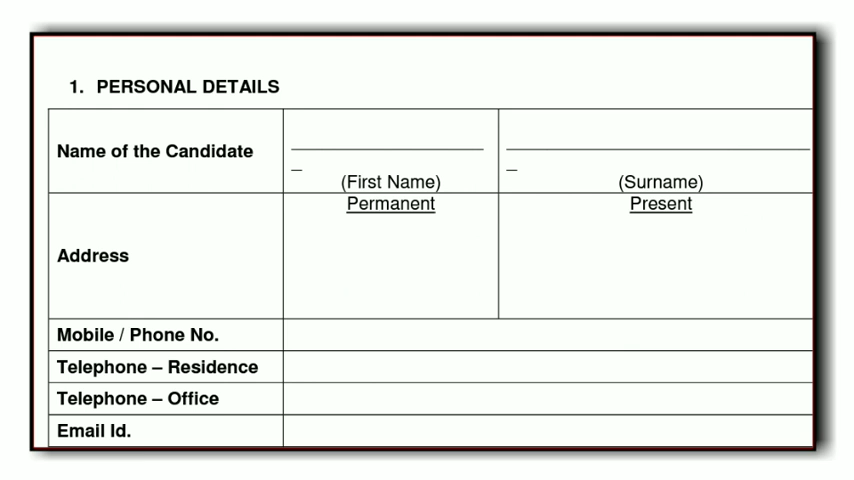 1. PERSONAL DETAILS
Name of the Candidate
(First Name)
(Surname)
Address
Permanent
Present
Mobile / Phone No.
Telephone – Residence
Telephone – Office
Email Id.